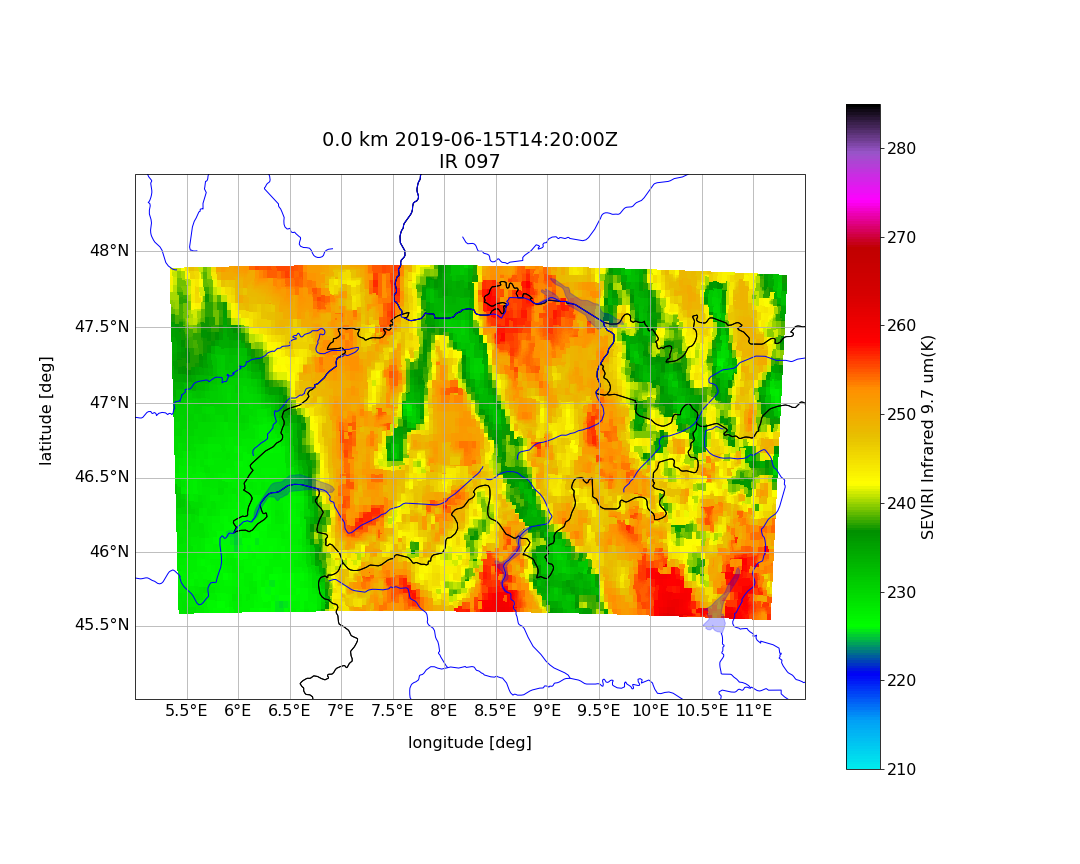 0.0 km 2019-06-15T14:20:00Z
IR 097
48°N
47.5°N
47°N
46.5°N
46°N
45.5°N
latitude [deg]
5.5°E 6°E 6.5°E 7°E 7.5°E 8°E 8.5°E 9°E 9.5°E 10°E 10.5°E 11°E
longitude [deg]
280
270
260
250
240
230
220
210
SEVIRI Infrared 9.7 um(K)